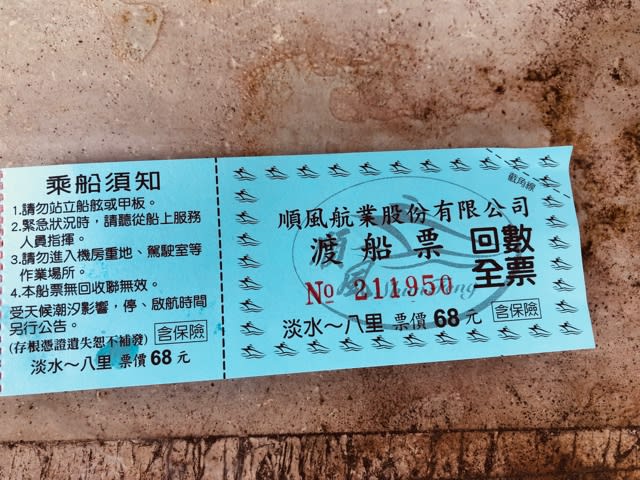 乘船須知
1.請勿站立船舷或甲板。
2.緊急狀況時，請聽從船上服務
人員指揮。
3.請勿進入機房重地、駕駛室等
作業場所。
4.本船票無回收聯無效。
受天候潮汐影響，停、啟航時間
另行公告。
含保險
(存根憑證遺失恕不補發)
淡水～八里 票價68元
截角線
順風航業股份有限公司
渡船票
回數
全票
№ 211950
淡水～八里 票價68元
含保險